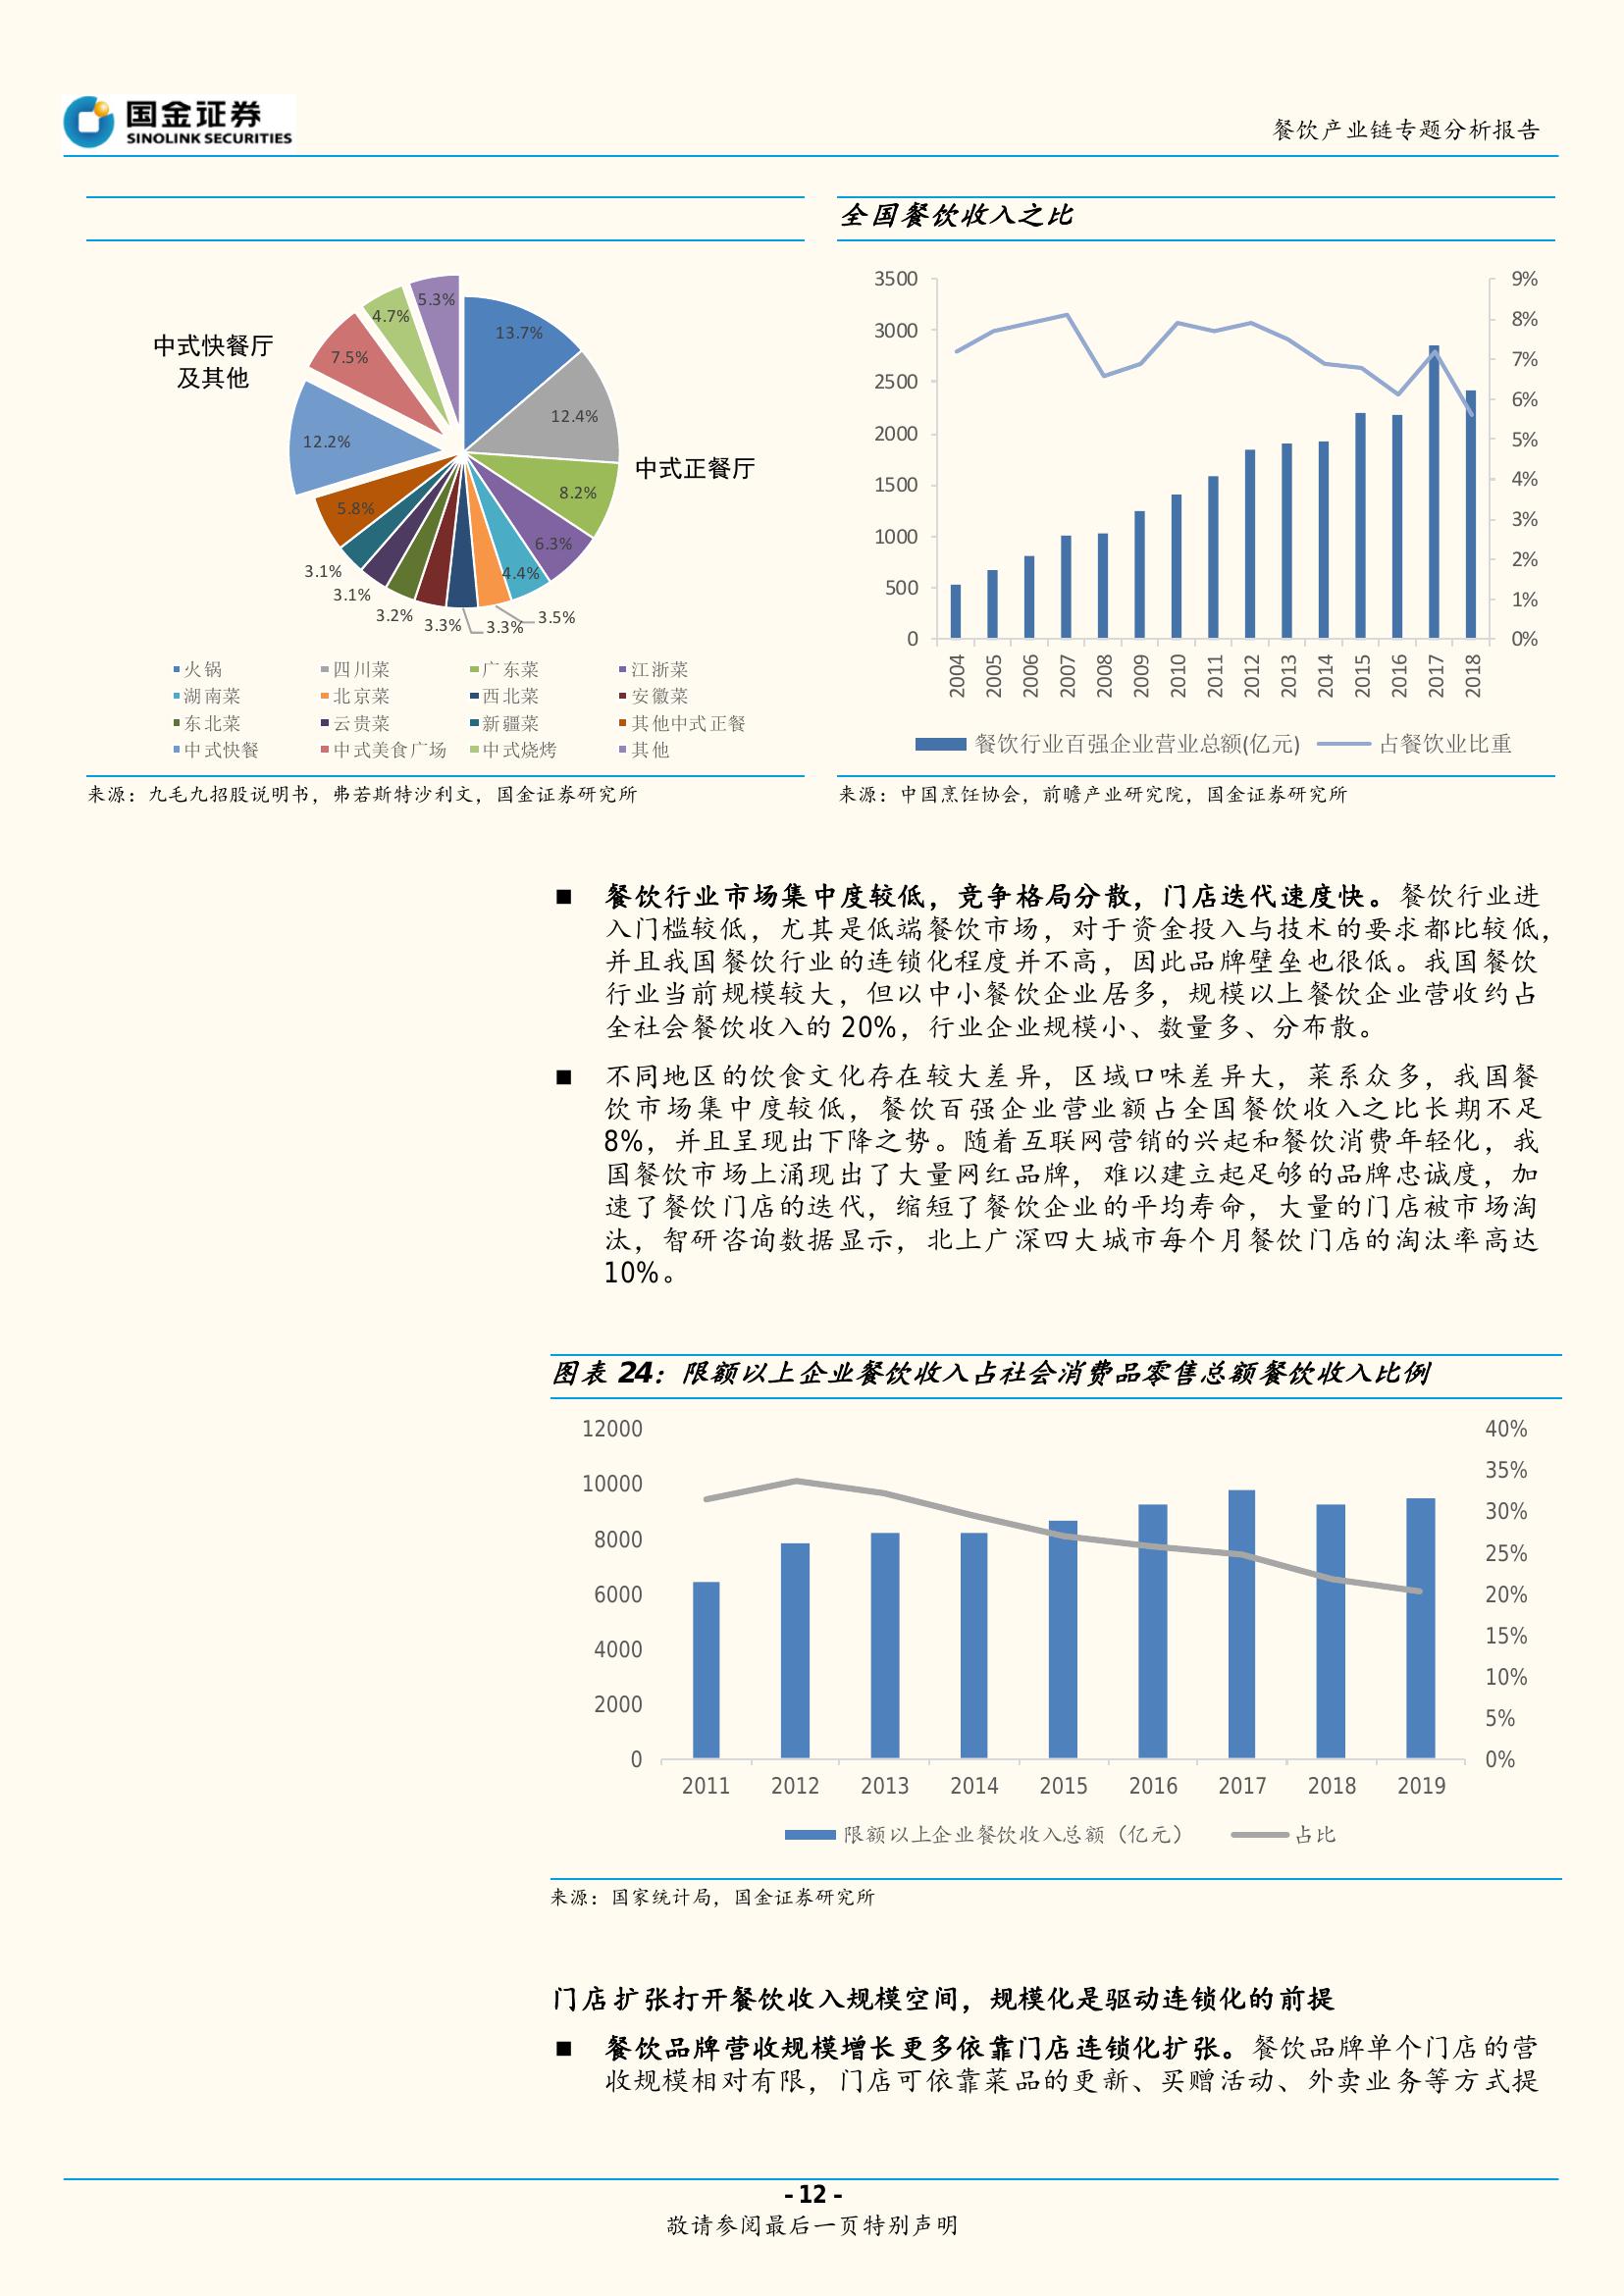 国金证券
SINOLINK SECURITIES
餐饮产业链专题分析报告
全国餐饮收入之比
中式快餐厅
及其他
中式正餐厅
13.7%
12.4%
8.2%
6.3%
4.4%
3.5%
3.3%
3.3%
3.2%
3.1%
3.1%
5.8%
12.2%
7.5%
4.7%
5.3%
火锅 四川菜 广东菜 江浙菜
湖南菜 北京菜 西北菜 安徽菜
东北菜 云贵菜 新疆菜 其他中式正餐
中式快餐 中式美食广场 中式烧烤 其他
来源：九毛九招股说明书，弗若斯特沙利文，国金证券研究所
3500 9%
3000 8%
2500 7%
2000 6%
1500 5%
1000 4%
500 3%
0 2%
1%
0%
2004 2005 2006 2007 2008 2009 2010 2011 2012 2013 2014 2015 2016 2017 2018
餐饮行业百强企业营业总额(亿元) 占餐饮业比重
来源：中国烹饪协会，前瞻产业研究院，国金证券研究所
■ 餐饮行业市场集中度较低，竞争格局分散，门店迭代速度快。餐饮行业进
入门槛较低，尤其是低端餐饮市场，对于资金投入与技术的要求都比较低，
并且我国餐饮行业的连锁化程度并不高，因此品牌壁垒也很低。我国餐饮
行业当前规模较大，但以中小餐饮企业居多，规模以上餐饮企业营收约占
全社会餐饮收入的 20%，行业企业规模小、数量多、分布散。
■ 不同地区的饮食文化存在较大差异，区域口味差异大，菜系众多，我国餐
饮市场集中度较低，餐饮百强企业营业额占全国餐饮收入之比长期不足
8%，并且呈现出下降之势。随着互联网营销的兴起和餐饮消费年轻化，我
国餐饮市场上涌现出了大量网红品牌，难以建立起足够的品牌忠诚度，加
速了餐饮门店的迭代，缩短了餐饮企业的平均寿命，大量的门店被市场淘
汰，智研咨询数据显示，北上广深四大城市每个月餐饮门店的淘汰率高达
10%。
图表 24：限额以上企业餐饮收入占社会消费品零售总额餐饮收入比例
12000 40%
10000 35%
8000 30%
6000 25%
4000 20%
2000 15%
0 10%
5%
0%
2011 2012 2013 2014 2015 2016 2017 2018 2019
限额以上企业餐饮收入总额（亿元） 占比
来源：国家统计局，国金证券研究所
门店扩张打开餐饮收入规模空间，规模化是驱动连锁化的前提
■ 餐饮品牌营收规模增长更多依靠门店连锁化扩张。餐饮品牌单个门店的营
收规模相对有限，门店可依靠菜品的更新、买赠活动、外卖业务等方式提
- 12 -
敬请参阅最后一页特别声明